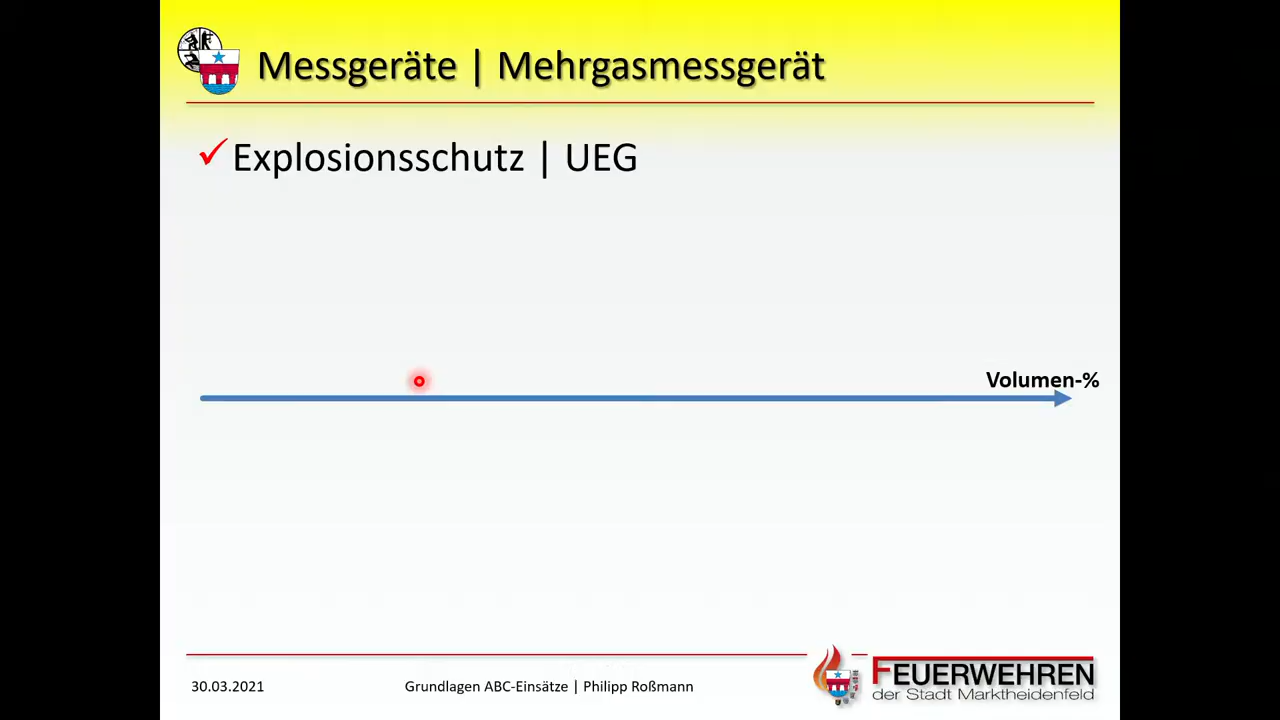 Messgeräte | Mehrgasmessgerät
Explosionsschutz | UEG
Volumen-%
30.03.2021
Grundlagen ABC-Einsätze | Philipp Roßmann
FEUERWEHREN
der Stadt Marktheidenfeld